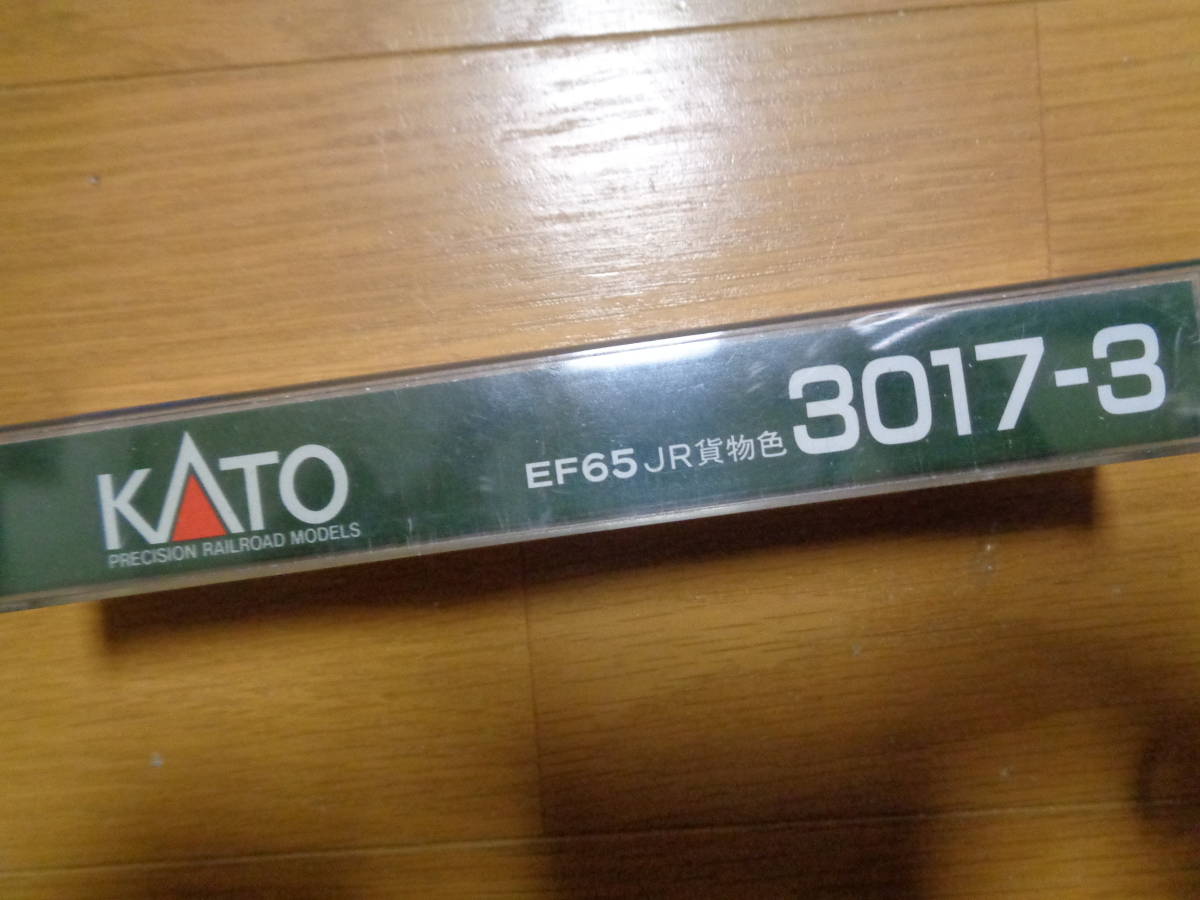 KATO
PRECISION RAILROAD MODELS
EF65 JR貨物色 3017-3